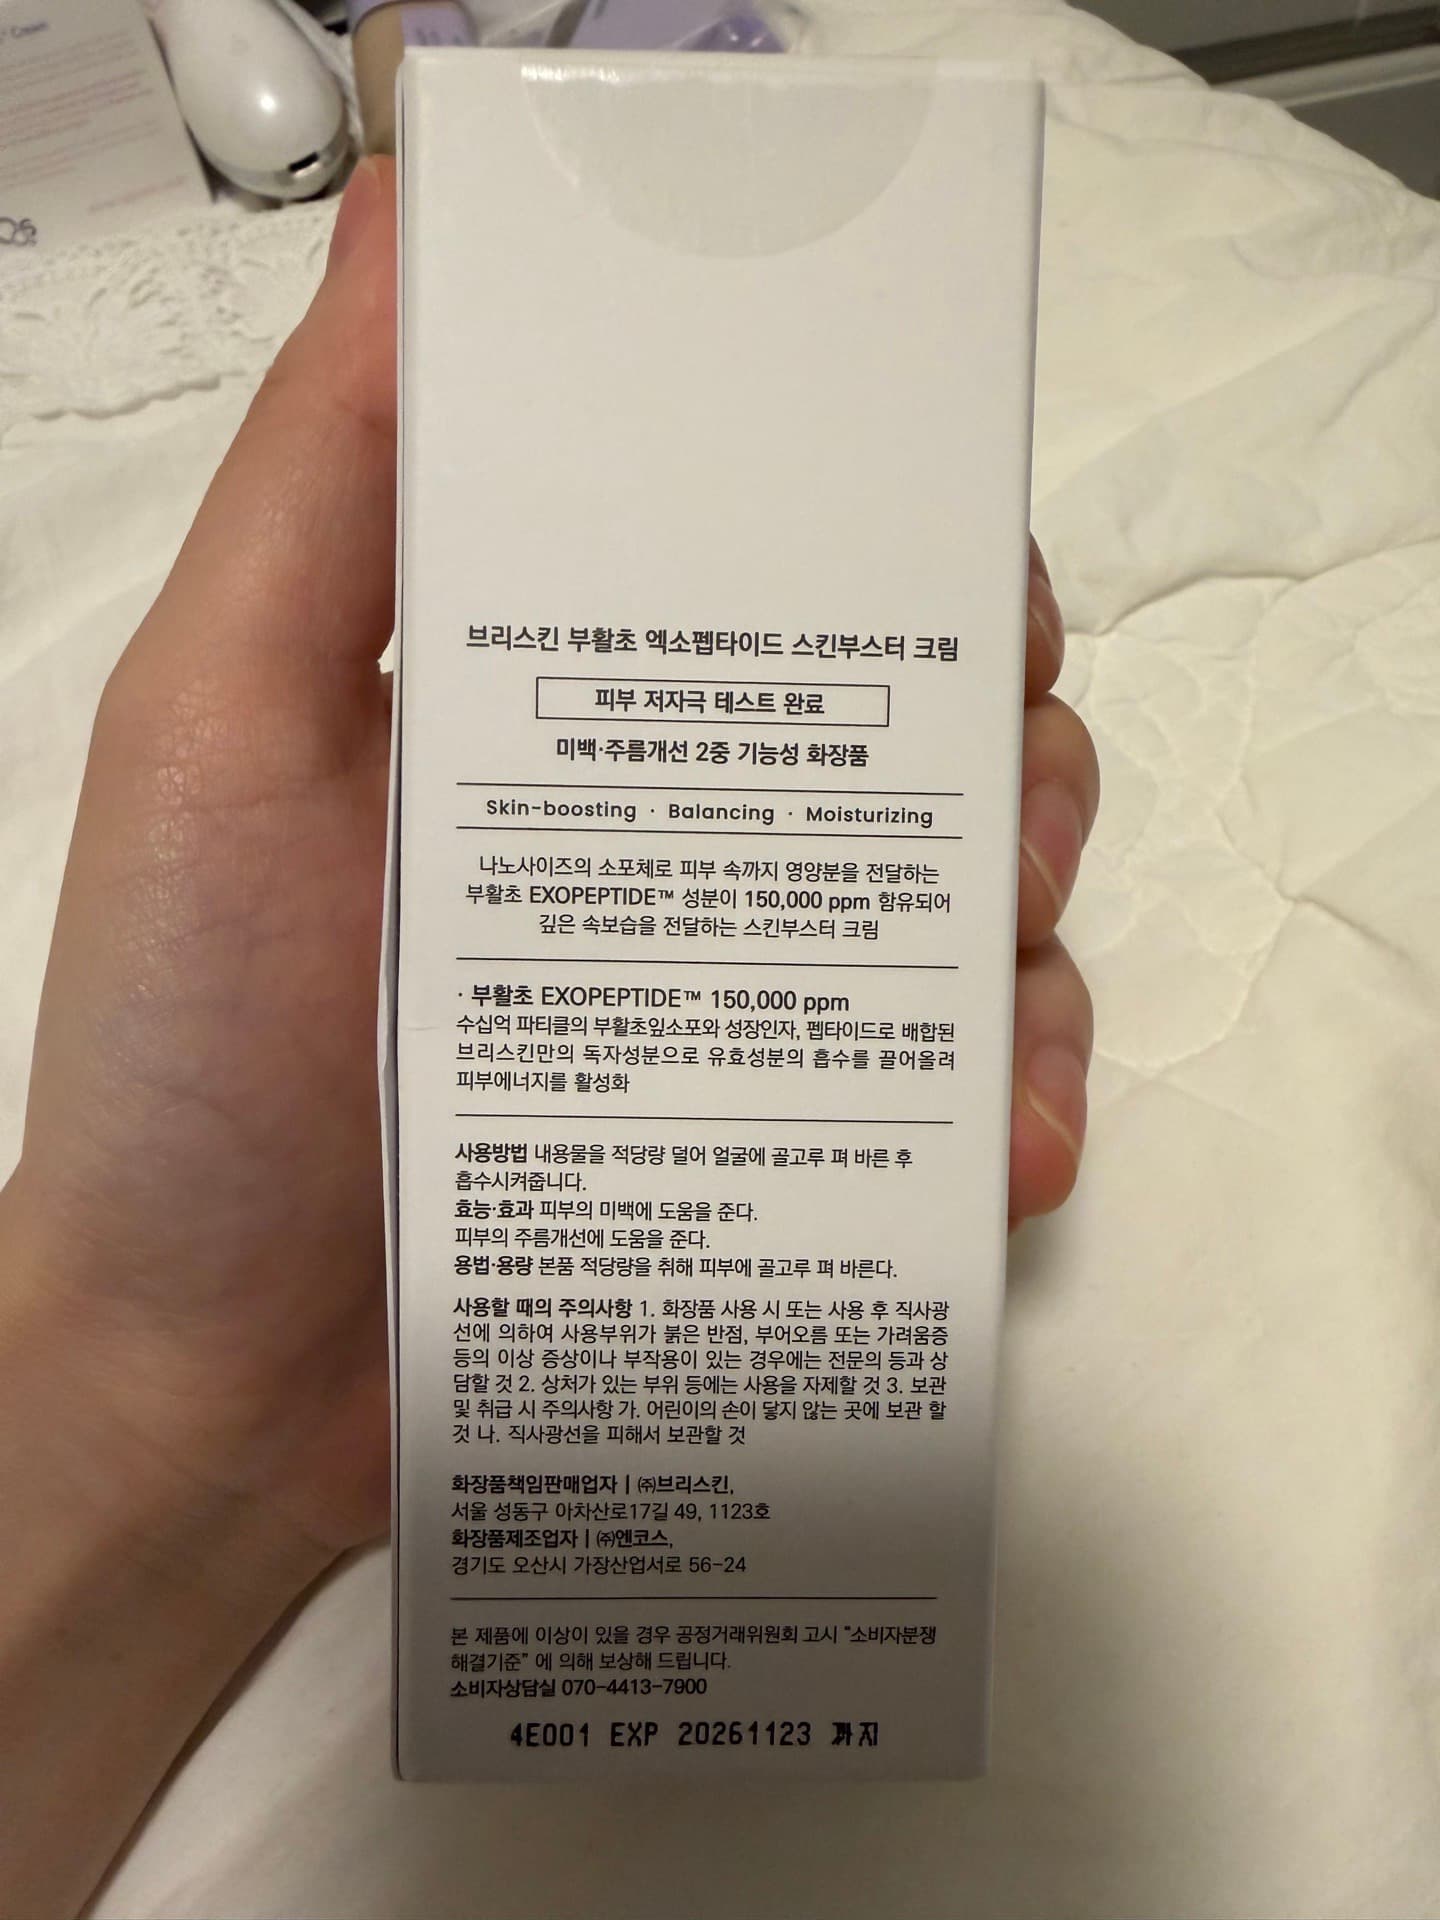 Cream
브리스킨 부활초 엑소펩타이드 스킨부스터 크림
피부 저자극 테스트 완료
미백·주름개선 2중 기능성 화장품
Skin-boosting · Balancing · Moisturizing
나노사이즈의 소포체로 피부 속까지 영양분을 전달하는
부활초 EXOPEPTIDE™ 성분이 150,000 ppm 함유되어
깊은 속보습을 전달하는 스킨부스터 크림
· 부활초 EXOPEPTIDE™ 150,000 ppm
수십억 파티클의 부활초잎소포와 성장인자, 펩타이드로 배합된
브리스킨만의 독자성분으로 유효성분의 흡수를 끌어올려
피부에너지를 활성화
사용방법 내용물을 적당량 덜어 얼굴에 골고루 펴 바른 후
흡수시켜줍니다.
효능·효과 피부의 미백에 도움을 준다.
피부의 주름개선에 도움을 준다.
용법·용량 본품 적당량을 취해 피부에 골고루 펴 바른다.
사용할 때의 주의사항 1. 화장품 사용 시 또는 사용 후 직사광
선에 의하여 사용부위가 붉은 반점, 부어오름 또는 가려움증
등의 이상 증상이나 부작용이 있는 경우에는 전문의 등과 상
담할 것 2. 상처가 있는 부위 등에는 사용을 자제할 것 3. 보관
및 취급 시 주의사항 가. 어린이의 손이 닿지 않는 곳에 보관 할
것 나. 직사광선을 피해서 보관할 것
화장품책임판매업자 | ㈜브리스킨,
서울 성동구 아차산로17길 49, 1123호
화장품제조업자 | ㈜엔코스,
경기도 오산시 가장산업서로 56-24
본 제품에 이상이 있을 경우 공정거래위원회 고시 "소비자분쟁
해결기준" 에 의해 보상해 드립니다.
소비자상담실 070-4413-7900
4E001 EXP 20261123 까지